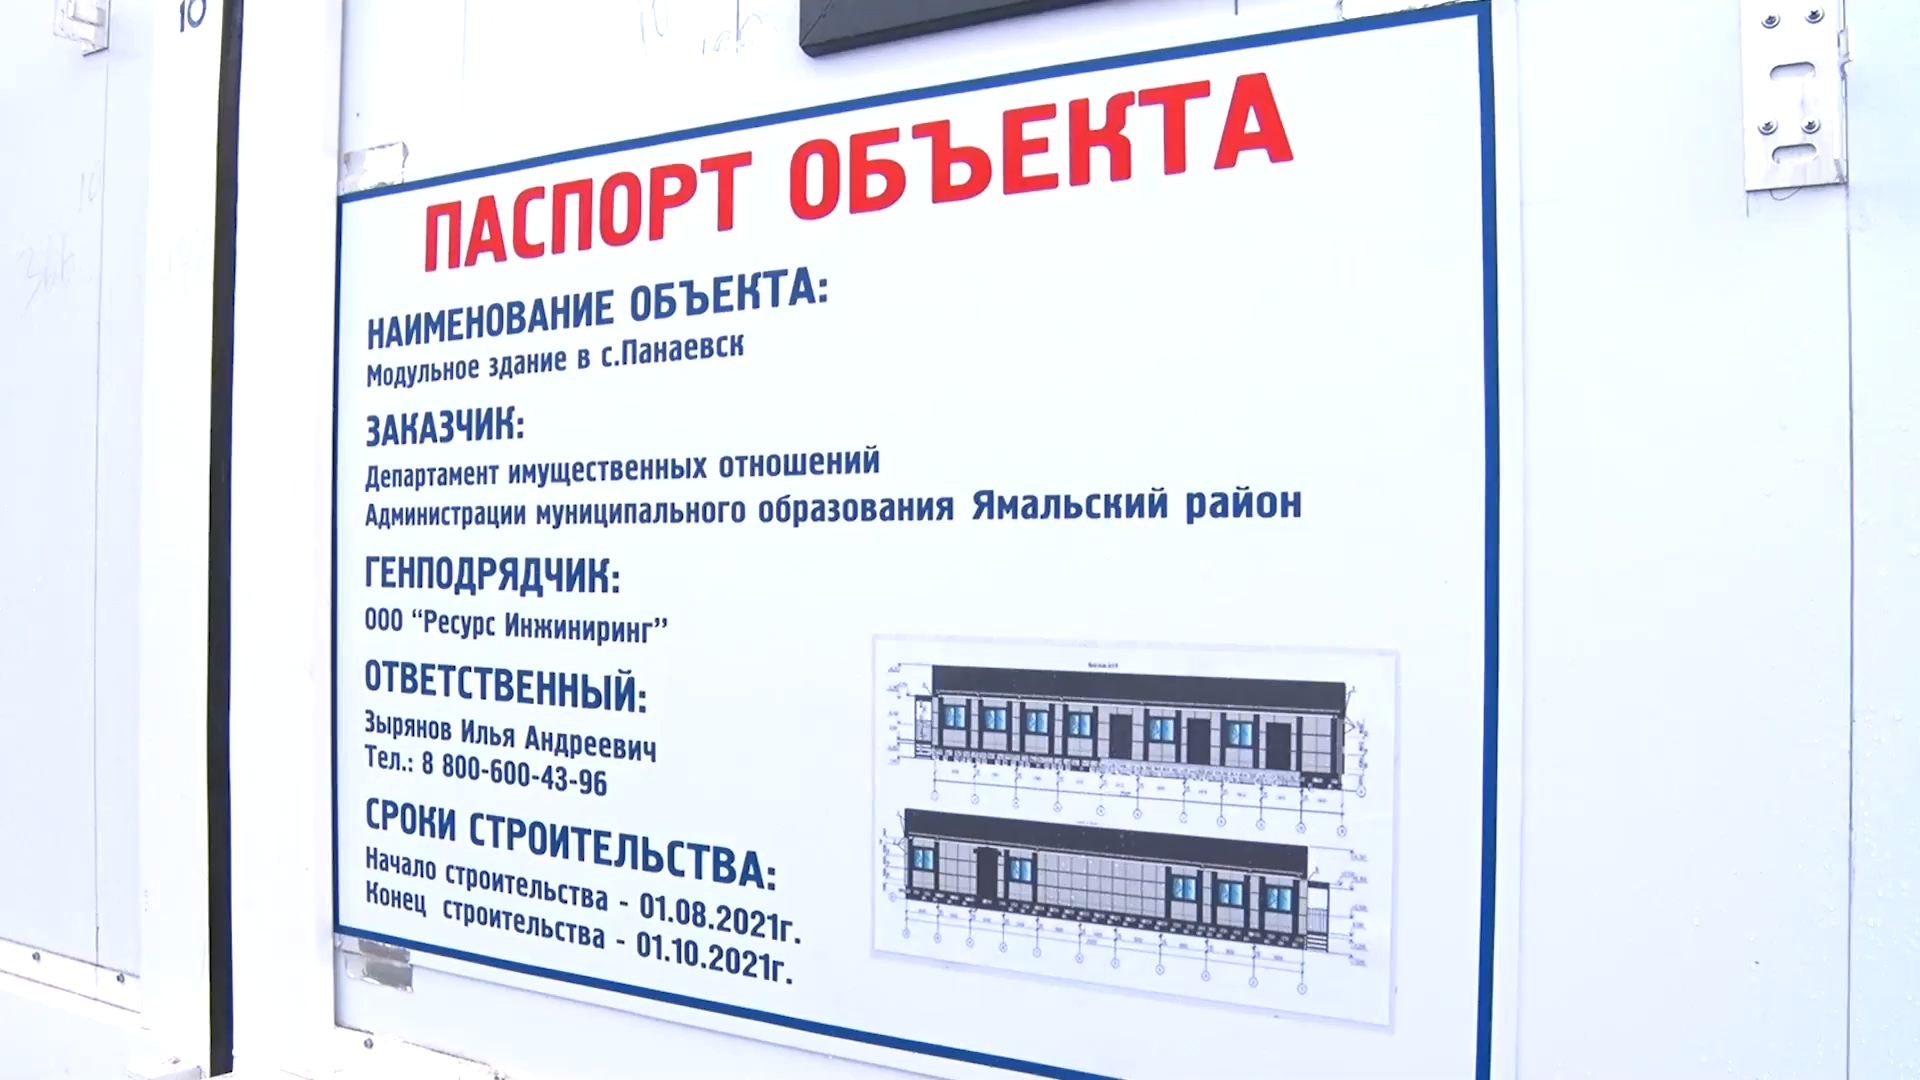 10
ПАСПОРТ ОБЪЕКТА
НАИМЕНОВАНИЕ ОБЪЕКТА:
Модульное здание в с.Панаевск
ЗАКАЗЧИК:
Департамент имущественных отношений
Администрации муниципального образования Ямальский район
ГЕНПОДРЯДЧИК:
ООО “Ресурс Инжиниринг”
ОТВЕТСТВЕННЫЙ:
Зырянов Илья Андреевич
Тел.: 8 800-600-43-96
СРОКИ СТРОИТЕЛЬСТВА:
Начало строительства - 01.08.2021г.
Конец строительства - 01.10.2021г.